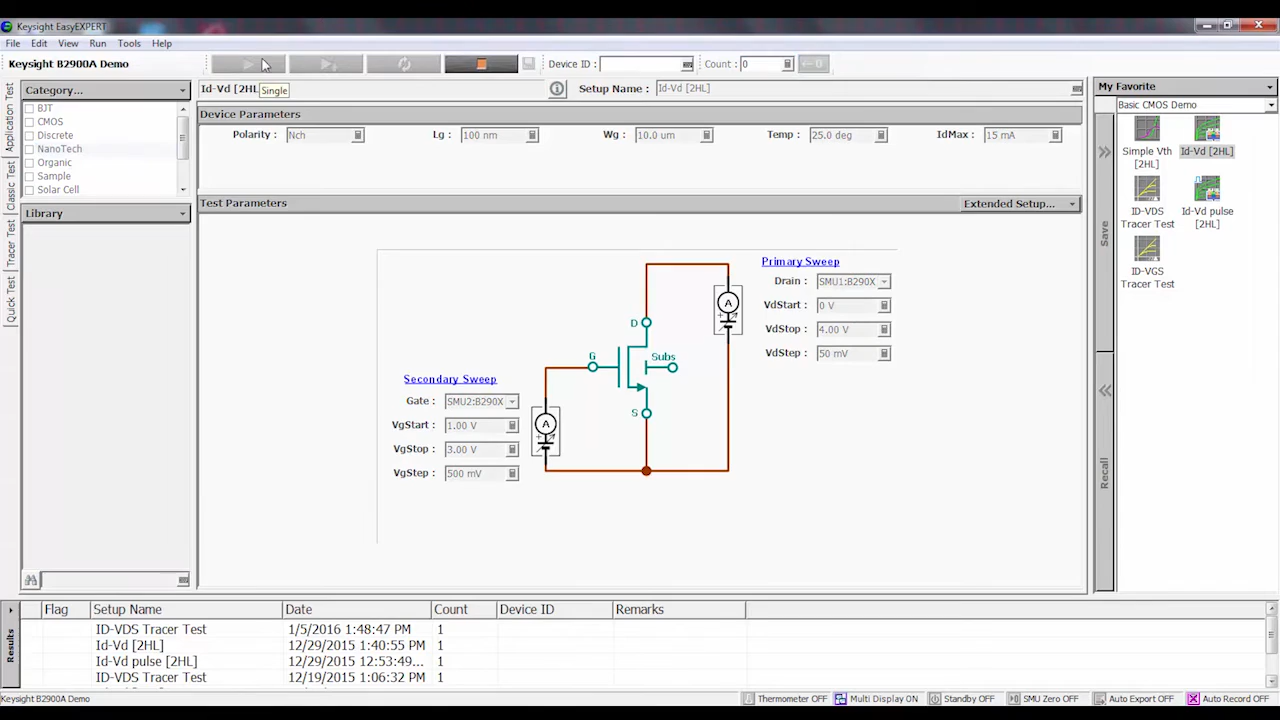 Keysight EasyEXPERT
File Edit View Run Tools Help
Keysight B2900A Demo Device ID : Count : 0
Category... Id-Vd [2HL] Single Setup Name : Id-Vd [2HL] My Favorite
Basic CMOS Demo
Application Test
Classic Test
Tracer Test
Quick Test
BJT
CMOS
Discrete
NanoTech
Organic
Sample
Solar Cell
Library
Device Parameters
Polarity : Nch Lg : 100 nm Wg : 10.0 um Temp : 25.0 deg IdMax : 15 mA
Test Parameters Extended Setup...
Primary Sweep
Drain : SMU1:B290X
VdStart : 0 V
VdStop : 4.00 V
VdStep : 50 mV
D
G
Subs
S
A
A
Secondary Sweep
Gate : SMU2:B290X
VgStart : 1.00 V
VgStop : 3.00 V
VgStep : 500 mV
Save
Recall
Simple Vth [2HL]
Id-Vd [2HL]
ID-VDS Tracer Test
Id-Vd pulse [2HL]
ID-VGS Tracer Test
Results
Flag Setup Name Date Count Device ID Remarks
ID-VDS Tracer Test 1/5/2016 1:48:47 PM 1
Id-Vd [2HL] 12/29/2015 1:40:55 PM 1
Id-Vd pulse [2HL] 12/29/2015 12:53:49... 1
ID-VDS Tracer Test 12/19/2015 1:06:32 PM 1
Keysight B2900A Demo Thermometer OFF Multi Display ON Standby OFF SMU Zero OFF Auto Export OFF Auto Record OFF